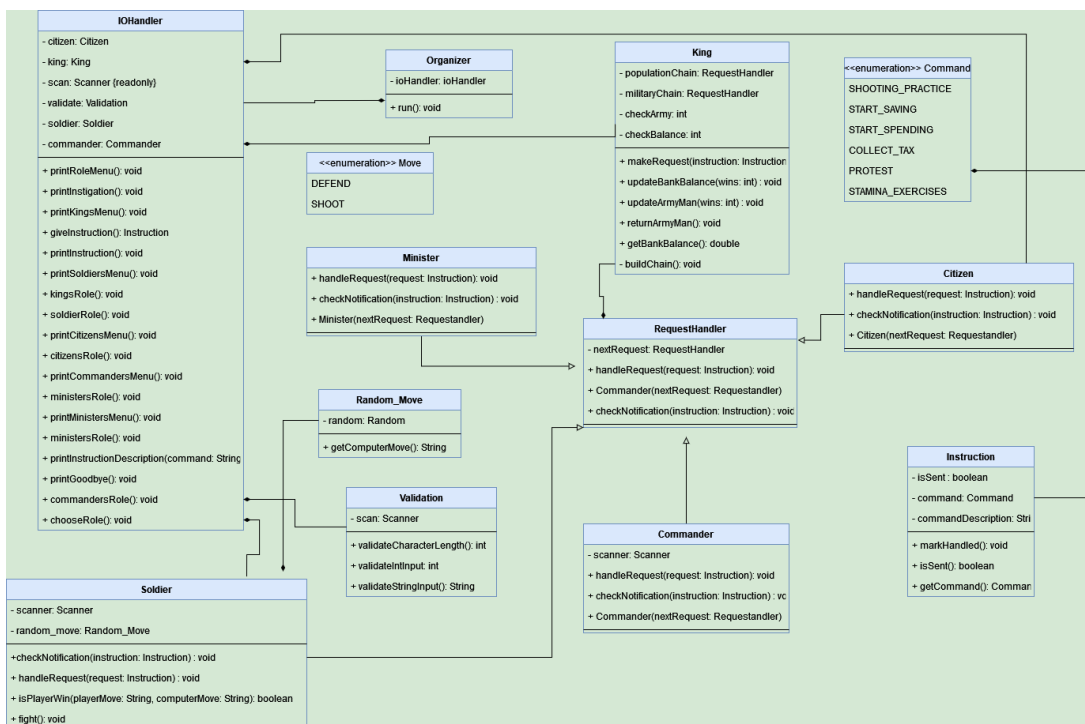 IOHandler
- citizen: Citizen
- king: King
- scan: Scanner {readonly}
- validate: Validation
- soldier: Soldier
- commander: Commander
+ printRoleMenu(): void
+ printInstigation(): void
+ printKingsMenu(): void
+ giveInstruction(): Instruction
+ printInstruction(): void
+ printSoldiersMenu(): void
+ kingsRole(): void
+ soldierRole(): void
+ printCitizensMenu(): void
+ citizensRole(): void
+ printCommandersMenu(): void
+ ministersRole(): void
+ printMinistersMenu(): void
+ ministersRole(): void
+ printInstructionDescription(command: String
+ printGoodbye(): void
+ commandersRole(): void
+ chooseRole(): void
Organizer
- ioHandler: ioHandler
+ run(): void
<<enumeration>> Move
DEFEND
SHOOT
King
- populationChain: RequestHandler
- militaryChain: RequestHandler
- checkArmy: int
- checkBalance: int
+ makeRequest(instruction: Instruction
+ updateBankBalance(wins: int) : void
+ updateArmyMan(wins: int) : void
+ returnArmyMan(): void
+ getBankBalance(): double
- buildChain(): void
<<enumeration>> Command
SHOOTING_PRACTICE
START_SAVING
START_SPENDING
COLLECT_TAX
PROTEST
STAMINA_EXERCISES
Minister
+ handleRequest(request: Instruction): void
+ checkNotification(instruction: Instruction) : void
+ Minister(nextRequest: Requestandler)
Citizen
+ handleRequest(request: Instruction): void
+ checkNotification(instruction: Instruction) : void
+ Citizen(nextRequest: Requestandler)
RequestHandler
- nextRequest: RequestHandler
+ handleRequest(request: Instruction): void
+ Commander(nextRequest: Requestandler)
+ checkNotification(instruction: Instruction) : void
Random_Move
- random: Random
+ getComputerMove(): String
Validation
- scan: Scanner
+ validateCharacterLength(): int
+ validateIntInput: int
+ validateStringInput(): String
Instruction
- isSent : boolean
- command: Command
- commandDescription: Stri
+ markHandled(): void
+ isSent(): boolean
+ getCommand(): Comman
Commander
- scanner: Scanner
+ handleRequest(request: Instruction): void
+ checkNotification(instruction: Instruction) : vo
+ Commander(nextRequest: Requestandler)
Soldier
- scanner: Scanner
- random_move: Random_Move
+checkNotification(instruction: Instruction) : void
+ handleRequest(request: Instruction) : void
+ isPlayerWin(playerMove: String, computerMove: String): boolean
+ fight(): void